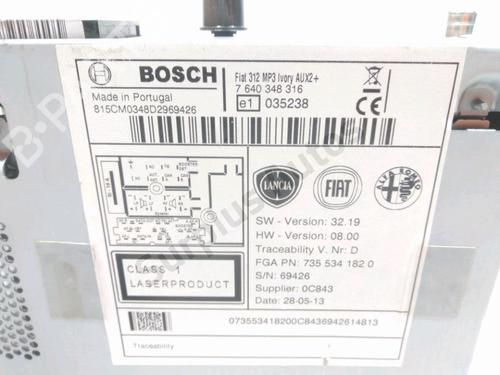 BOSCH
Fiat 312 MP3 Ivory AUX2+
7 640 348 316
Made in Portugal
815CM0348D2969426
e1 035238
CE
LANCIA
FIAT
ALFA ROMEO
SW - Version: 32.19
HW - Version: 08.00
Traceability V. Nr: D
FGA PN: 735 534 182 0
S/N: 69426
Supplier: 0C843
Date: 28-05-13
CLASS 1
LASERPRODUCT
073553418200C8436942614813
Traceability